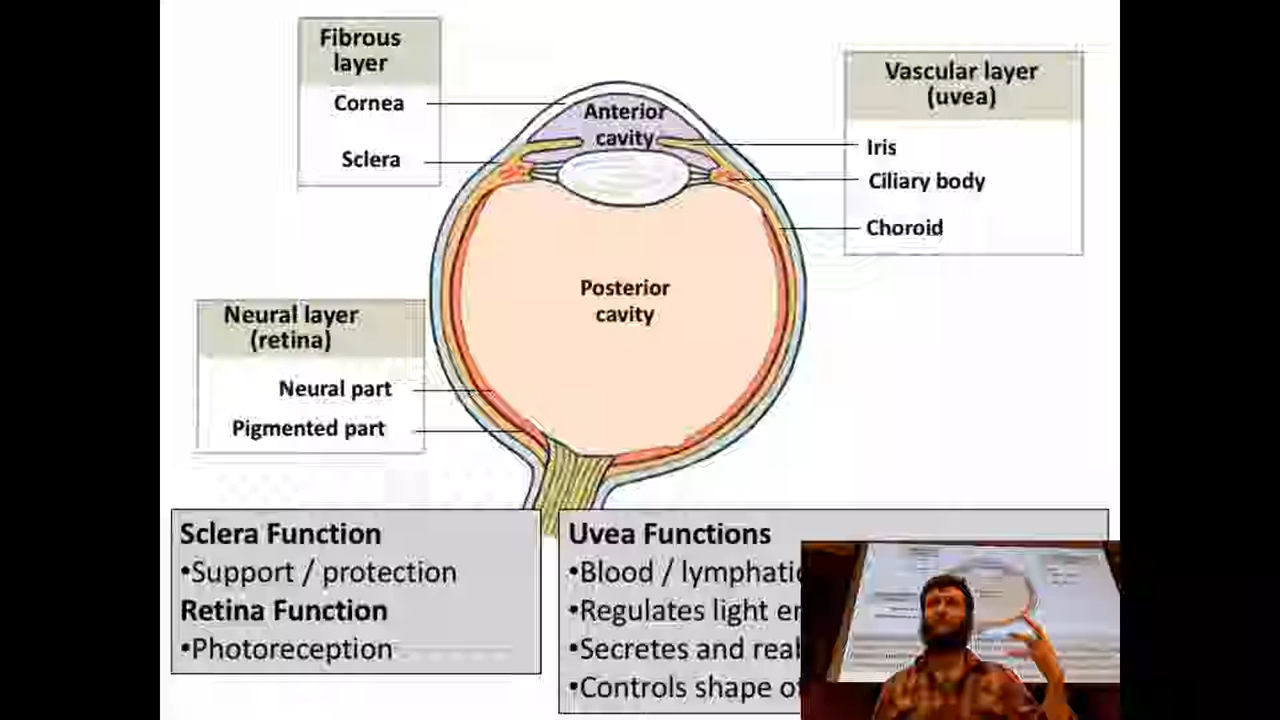 Fibrous
layer
Cornea
Sclera
Anterior
cavity
Vascular layer
(uvea)
Iris
Ciliary body
Choroid
Posterior
cavity
Neural layer
(retina)
Neural part
Pigmented part
Sclera Function
•Support / protection
Retina Function
•Photoreception
Uvea Functions
•Blood / lymphatic
•Regulates light
•Secretes and
•Controls shape